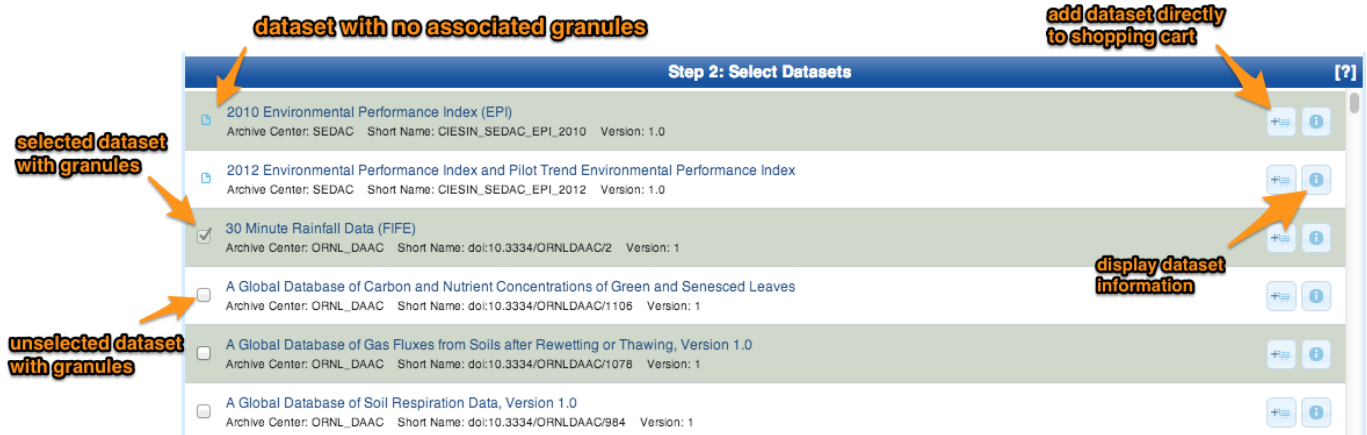 dataset with no associated granules
add dataset directly
to shopping cart
Step 2: Select Datasets [?]
2010 Environmental Performance Index (EPI)
Archive Center: SEDAC Short Name: CIESIN_SEDAC_EPI_2010 Version: 1.0
selected dataset
with granules
2012 Environmental Performance Index and Pilot Trend Environmental Performance Index
Archive Center: SEDAC Short Name: CIESIN_SEDAC_EPI_2012 Version: 1.0
30 Minute Rainfall Data (FIFE)
Archive Center: ORNL_DAAC Short Name: doi:10.3334/ORNLDAAC/2 Version: 1
display dataset
information
A Global Database of Carbon and Nutrient Concentrations of Green and Senesced Leaves
Archive Center: ORNL_DAAC Short Name: doi:10.3334/ORNLDAAC/1106 Version: 1
unselected dataset
with granules
A Global Database of Gas Fluxes from Soils after Rewetting or Thawing, Version 1.0
Archive Center: ORNL_DAAC Short Name: doi:10.3334/ORNLDAAC/1078 Version: 1
A Global Database of Soil Respiration Data, Version 1.0
Archive Center: ORNL_DAAC Short Name: doi:10.3334/ORNLDAAC/984 Version: 1